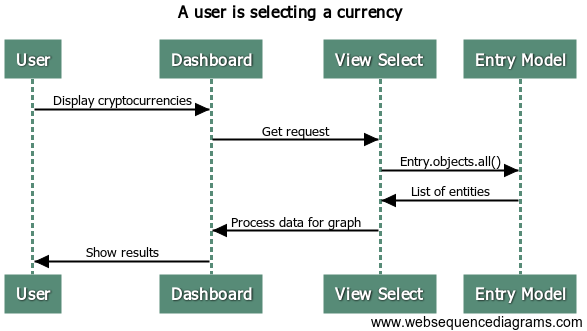 A user is selecting a currency
User Dashboard View Select Entry Model
Display cryptocurrencies
Get request
Entry.objects.all()
List of entities
Process data for graph
Show results
User Dashboard View Select Entry Model
www.websequencediagrams.com